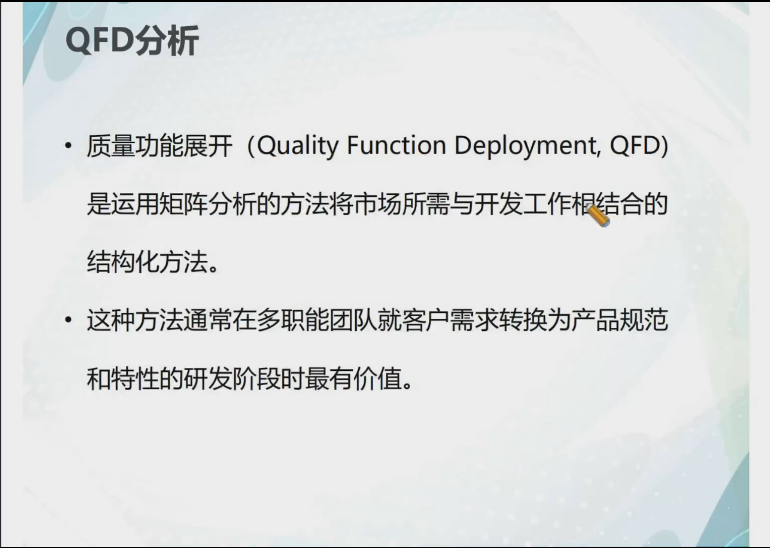 QFD分析
• 质量功能展开（Quality Function Deployment, QFD)
是运用矩阵分析的方法将市场所需与开发工作相结合的
结构化方法。
• 这种方法通常在多职能团队就客户需求转换为产品规范
和特性的研发阶段时最有价值。